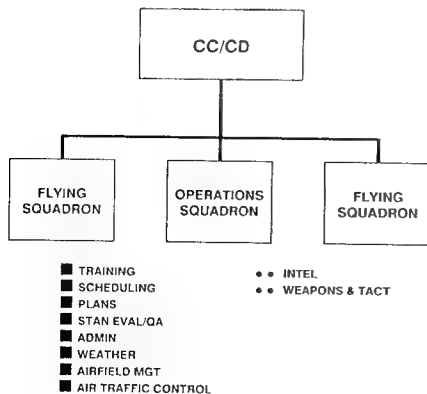 CC/CD
FLYING
SQUADRON
OPERATIONS
SQUADRON
FLYING
SQUADRON
■ TRAINING
■ SCHEDULING
■ PLANS
■ STAN EVAL/QA
■ ADMIN
■ WEATHER
■ AIRFIELD MGT
■ AIR TRAFFIC CONTROL
•• INTEL
•• WEAPONS & TACT